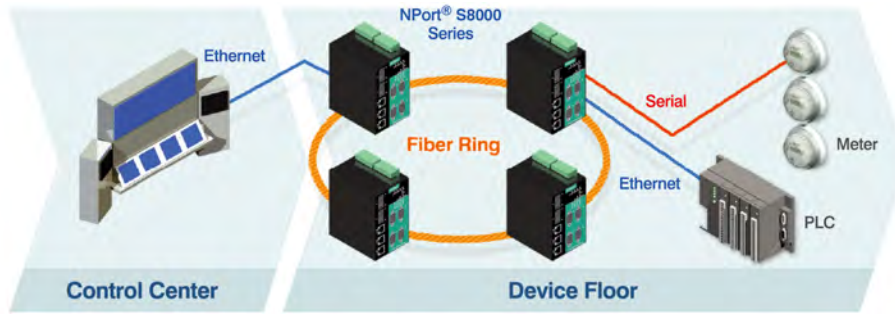 NPort® S8000
Series
Ethernet
Serial
Fiber Ring
Meter
Ethernet
PLC
Control Center
Device Floor